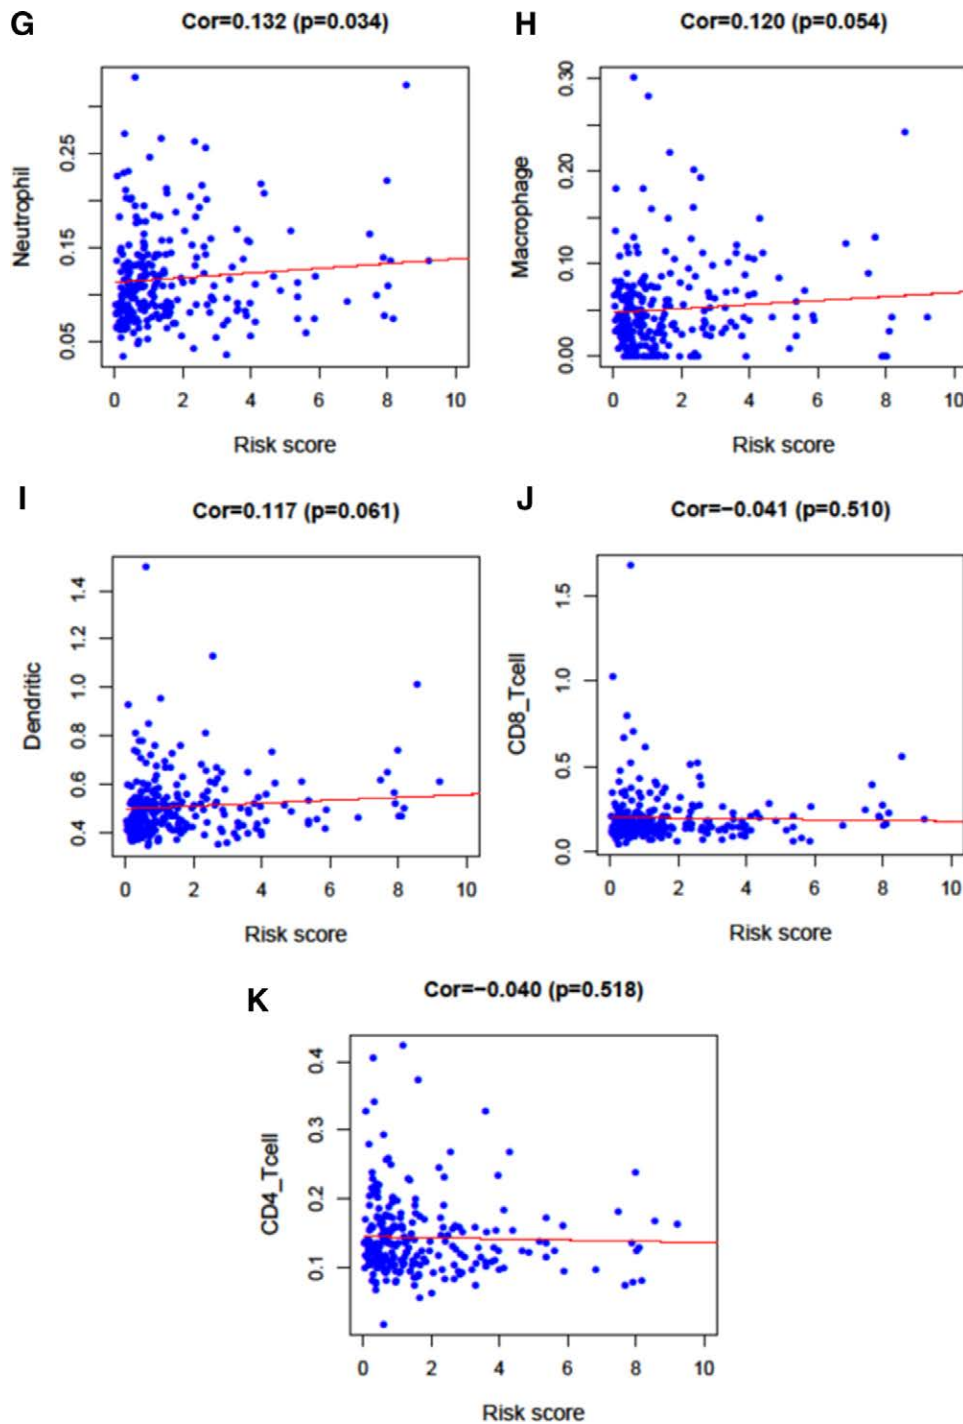 G
Cor=0.132 (p=0.034)
Neutrophil
0.25
0.15
0.05
0 2 4 6 8 10
Risk score
H
Cor=0.120 (p=0.054)
Macrophage
0.30
0.20
0.10
0.00
0 2 4 6 8 10
Risk score
I
Cor=0.117 (p=0.061)
Dendritic
1.4
1.2
1.0
0.8
0.6
0.4
0 2 4 6 8 10
Risk score
J
Cor=−0.041 (p=0.510)
CD8_Tcell
1.5
1.0
0.5
0.0
0 2 4 6 8 10
Risk score
K
Cor=−0.040 (p=0.518)
CD4_Tcell
0.4
0.3
0.2
0.1
0 2 4 6 8 10
Risk score